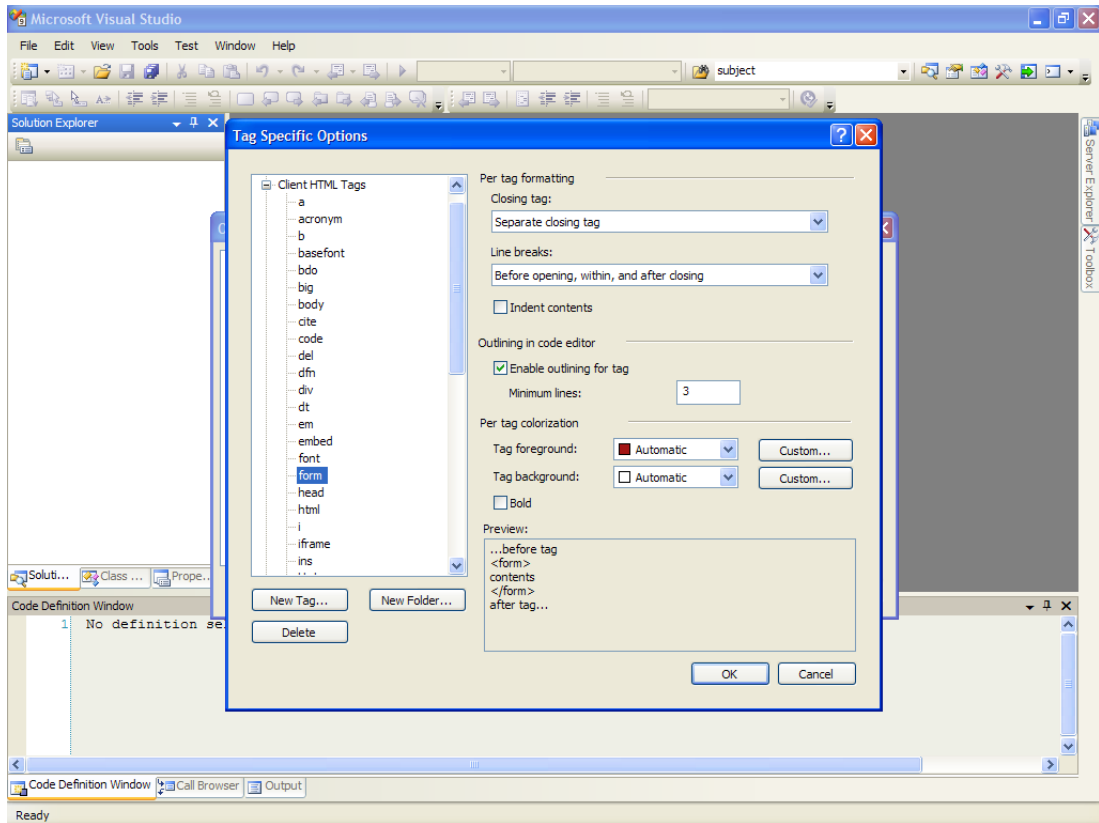 Microsoft Visual Studio
File Edit View Tools Test Window Help
subject
Solution Explorer
Server Explorer
Toolbox
Tag Specific Options
Client HTML Tags
a
acronym
b
basefont
bdo
big
body
cite
code
del
dfn
div
dt
em
embed
font
form
head
html
i
iframe
ins
New Tag... New Folder...
Delete
Per tag formatting
Closing tag:
Separate closing tag
Line breaks:
Before opening, within, and after closing
Indent contents
Outlining in code editor
Enable outlining for tag
Minimum lines: 3
Per tag colorization
Tag foreground: Automatic Custom...
Tag background: Automatic Custom...
Bold
Preview:
...before tag
<form>
contents
</form>
after tag...
OK Cancel
Soluti... Class ... Prope...
Code Definition Window
1 No definition se
Code Definition Window Call Browser Output
Ready